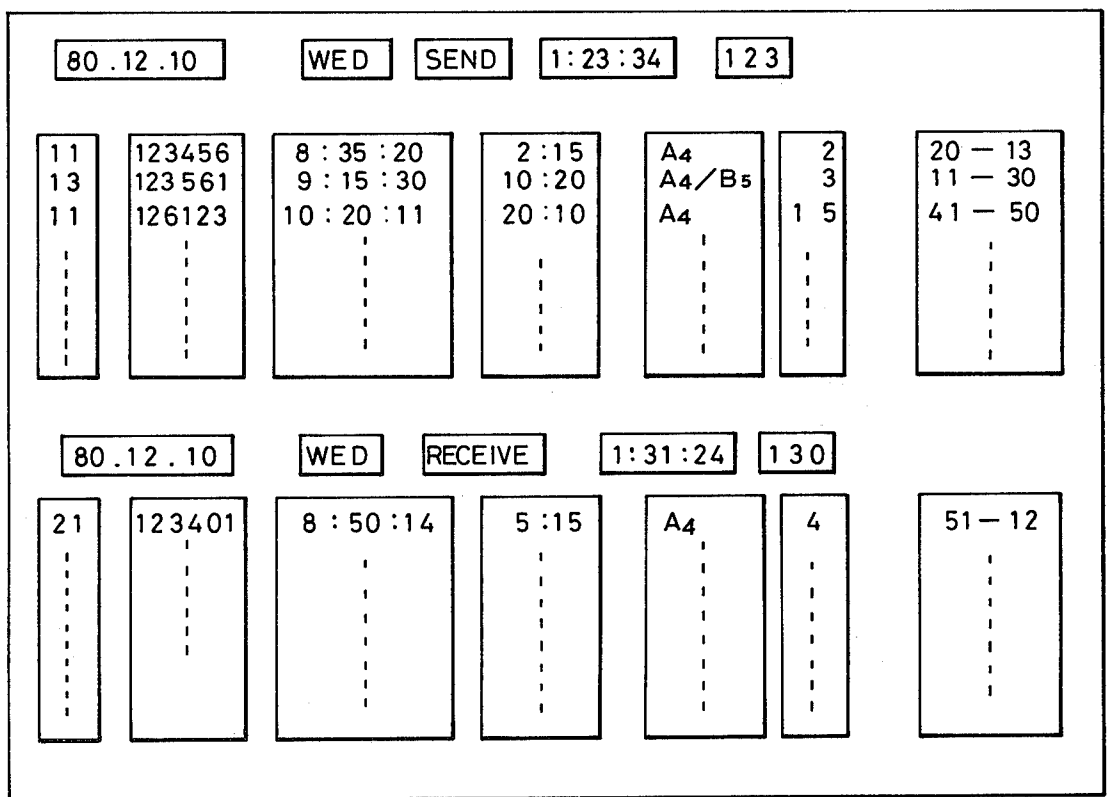 80.12.10 WED SEND 1:23:34 123
11 123456 8:35:20 2:15 A4 2 20-13
13 123561 9:15:30 10:20 A4/B5 3 11-30
11 126123 10:20:11 20:10 A4 15 41-50
80.12.10 WED RECEIVE 1:31:24 130
21 123401 8:50:14 5:15 A4 4 51-12